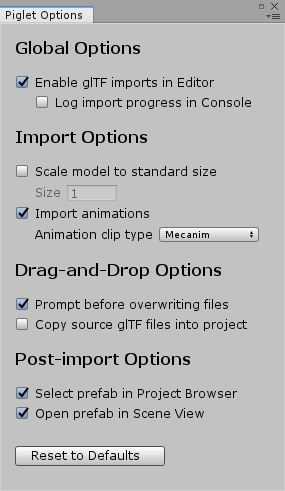 Piglet Options
Global Options
Enable glTF imports in Editor
Log import progress in Console
Import Options
Scale model to standard size
Size 1
Import animations
Animation clip type Mecanim
Drag-and-Drop Options
Prompt before overwriting files
Copy source glTF files into project
Post-import Options
Select prefab in Project Browser
Open prefab in Scene View
Reset to Defaults